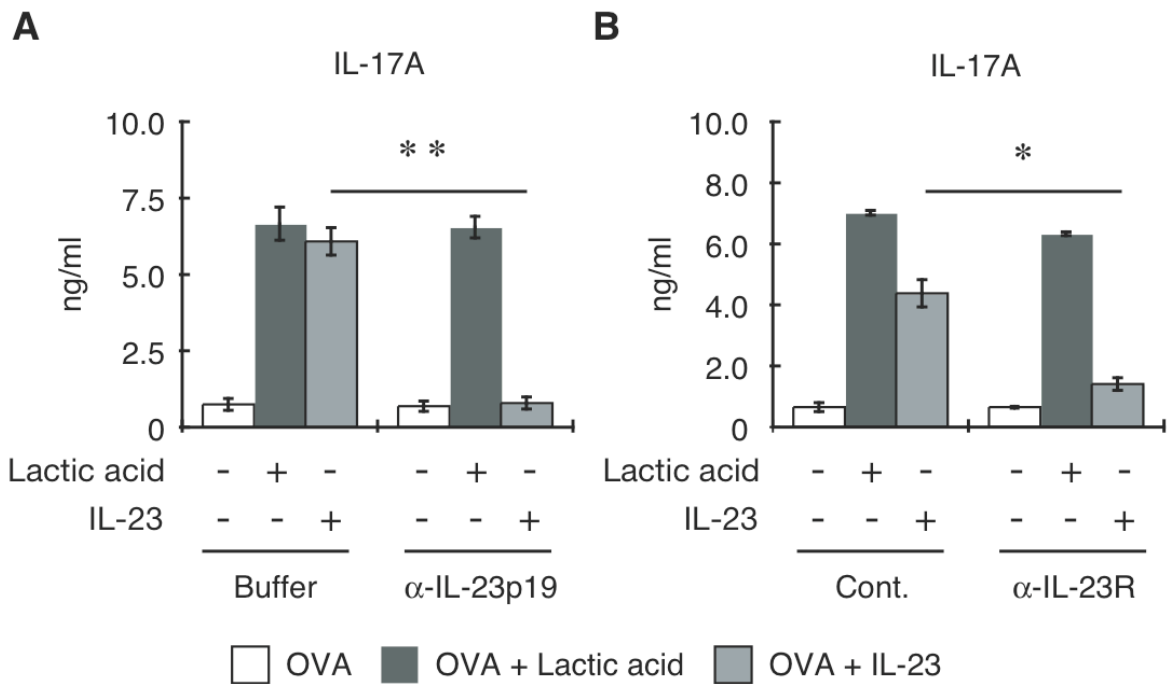 A
B
IL-17A
IL-17A
10.0
7.5
5.0
2.5
0
ng/ml
* *
10.0
8.0
6.0
4.0
2.0
0
ng/ml
*
Lactic acid - + - - + -
IL-23 - - + - - +
Buffer α-IL-23p19
Lactic acid - + - - + -
IL-23 - - + - - +
Cont. α-IL-23R
OVA OVA + Lactic acid OVA + IL-23